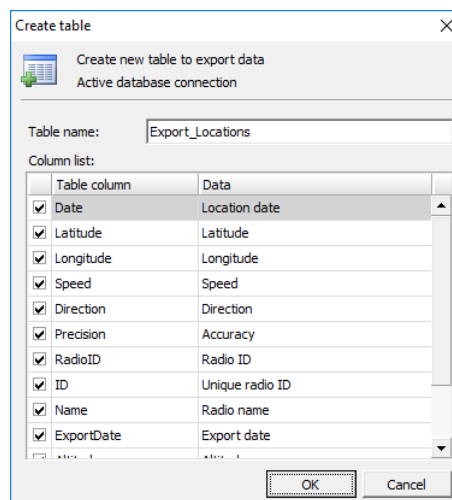 Create table
Create new table to export data
Active database connection
Table name: Export_Locations
Column list:
Table column Data
Date Location date
Latitude Latitude
Longitude Longitude
Speed Speed
Direction Direction
Precision Accuracy
RadioID Radio ID
ID Unique radio ID
Name Radio name
ExportDate Export date
OK Cancel